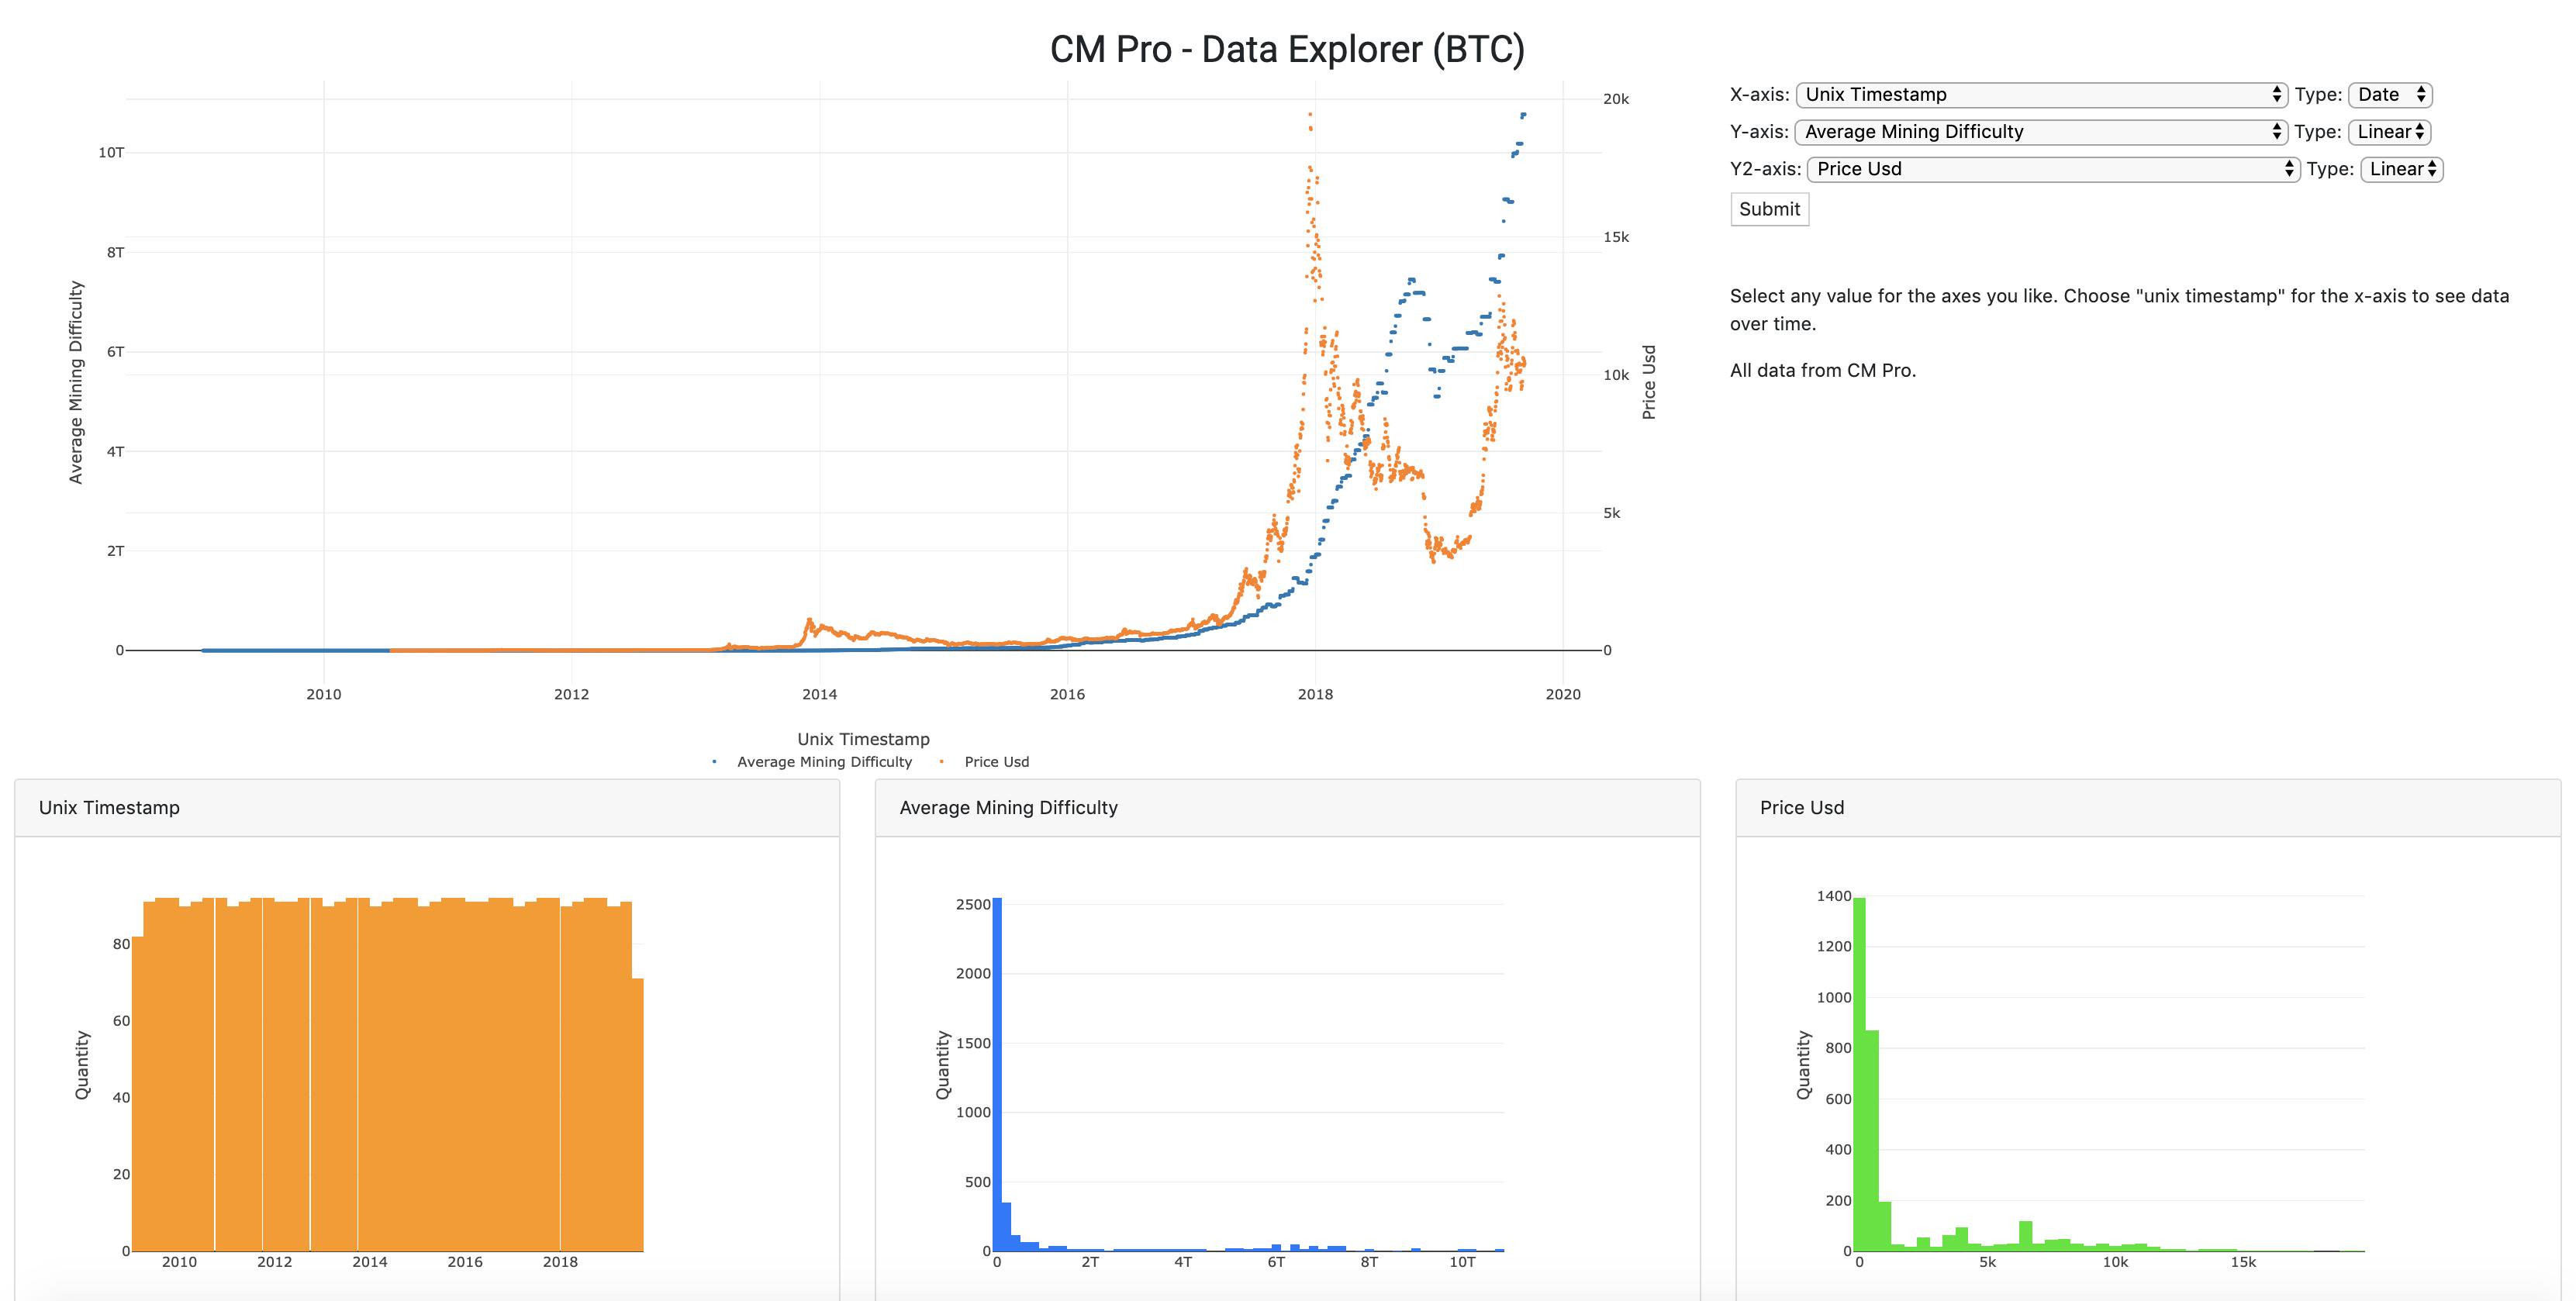 CM Pro - Data Explorer (BTC)
20k
10T
15k
8T
6T
10k
4T
5k
2T
0
0
Average Mining Difficulty
Price Usd
2010 2012 2014 2016 2018 2020
Unix Timestamp
Average Mining Difficulty Price Usd
X-axis: Unix Timestamp Type: Date
Y-axis: Average Mining Difficulty Type: Linear
Y2-axis: Price Usd Type: Linear
Submit
Select any value for the axes you like. Choose "unix timestamp" for the x-axis to see data
over time.
All data from CM Pro.
Unix Timestamp
80
60
40
20
0
Quantity
2010 2012 2014 2016 2018
Average Mining Difficulty
2500
2000
1500
1000
500
0
Quantity
0 2T 4T 6T 8T 10T
Price Usd
1400
1200
1000
800
600
400
200
0
Quantity
0 5k 10k 15k